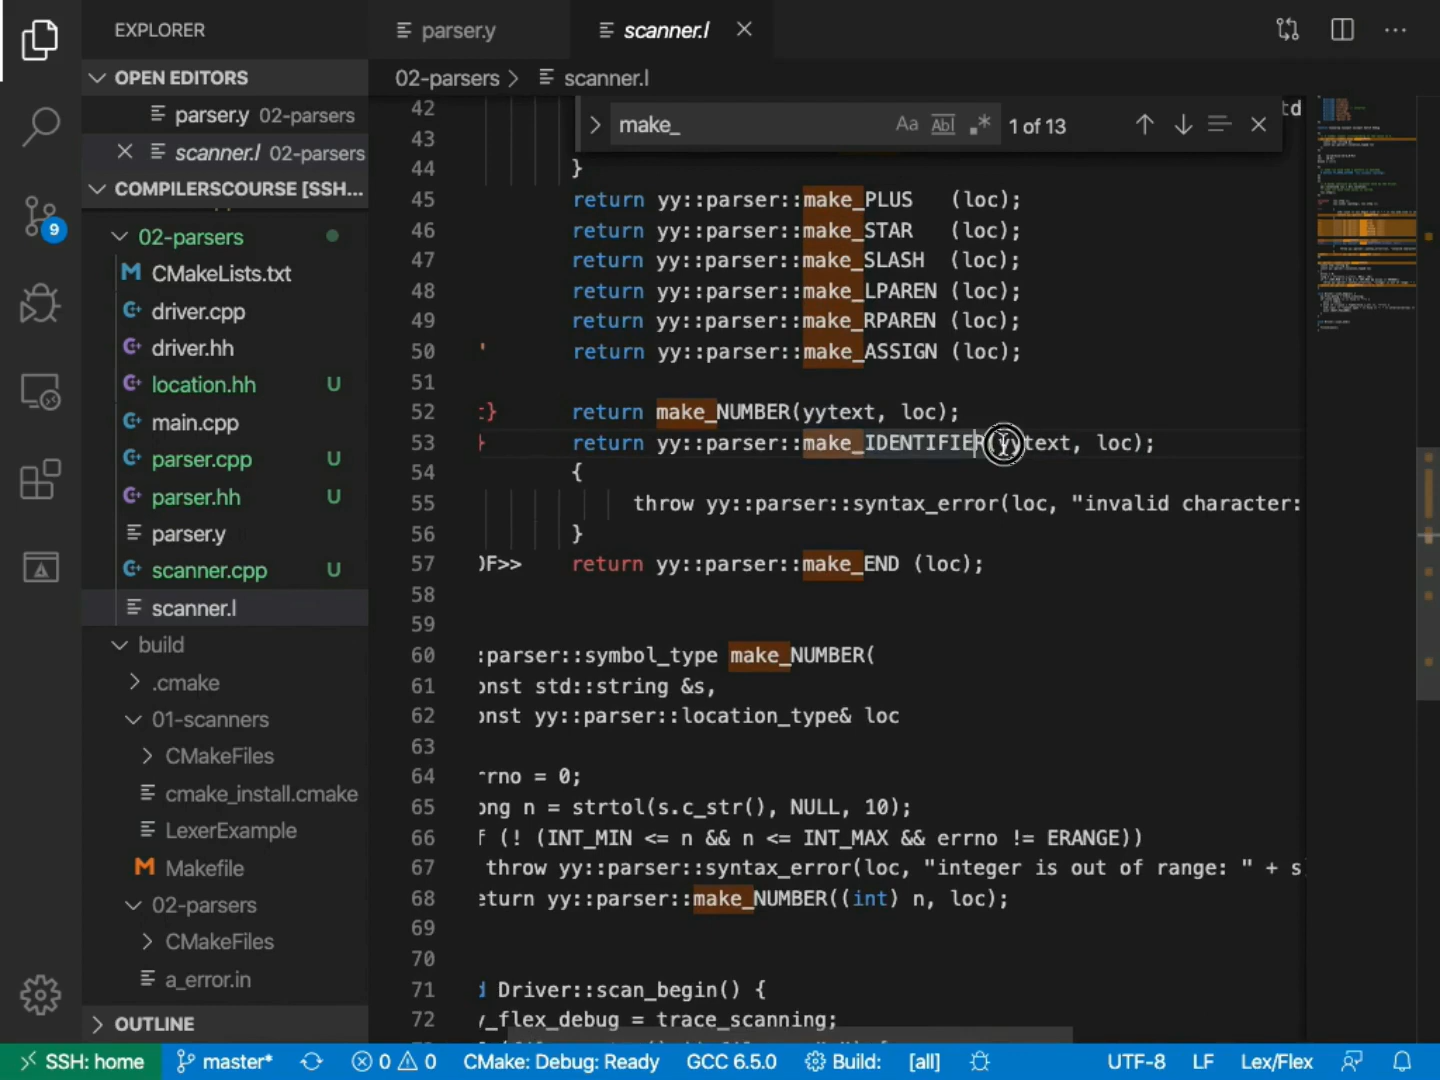 EXPLORER
OPEN EDITORS
parser.y 02-parsers
scanner.l 02-parsers
COMPILERSCOURSE [SSH...
02-parsers
CMakeLists.txt
driver.cpp
driver.hh
location.hh U
main.cpp
parser.cpp U
parser.hh U
parser.y
scanner.cpp U
scanner.l
build
.cmake
01-scanners
CMakeFiles
cmake_install.cmake
LexerExample
Makefile
02-parsers
CMakeFiles
a_error.in
OUTLINE
parser.y
scanner.l
02-parsers > scanner.l
make_ Aa Abl .* 1 of 13
42 td
43
44 }
45 return yy::parser::make_PLUS (loc);
46 return yy::parser::make_STAR (loc);
47 return yy::parser::make_SLASH (loc);
48 return yy::parser::make_LPAREN (loc);
49 return yy::parser::make_RPAREN (loc);
50 ' return yy::parser::make_ASSIGN (loc);
51
52 :} return make_NUMBER(yytext, loc);
53 } return yy::parser::make_IDENTIFIER(yytext, loc);
54 {
55 throw yy::parser::syntax_error(loc, "invalid character:
56 }
57 OF>> return yy::parser::make_END (loc);
58
59
60 :parser::symbol_type make_NUMBER(
61 onst std::string &s,
62 onst yy::parser::location_type& loc
63
64 rrno = 0;
65 ong n = strtol(s.c_str(), NULL, 10);
66 f (! (INT_MIN <= n && n <= INT_MAX && errno != ERANGE))
67 throw yy::parser::syntax_error(loc, "integer is out of range: " + s
68 eturn yy::parser::make_NUMBER((int) n, loc);
69
70
71 d Driver::scan_begin() {
72 y_flex_debug = trace_scanning;
9
SSH: home master* 0 0 CMake: Debug: Ready GCC 6.5.0 Build: [all] UTF-8 LF Lex/Flex